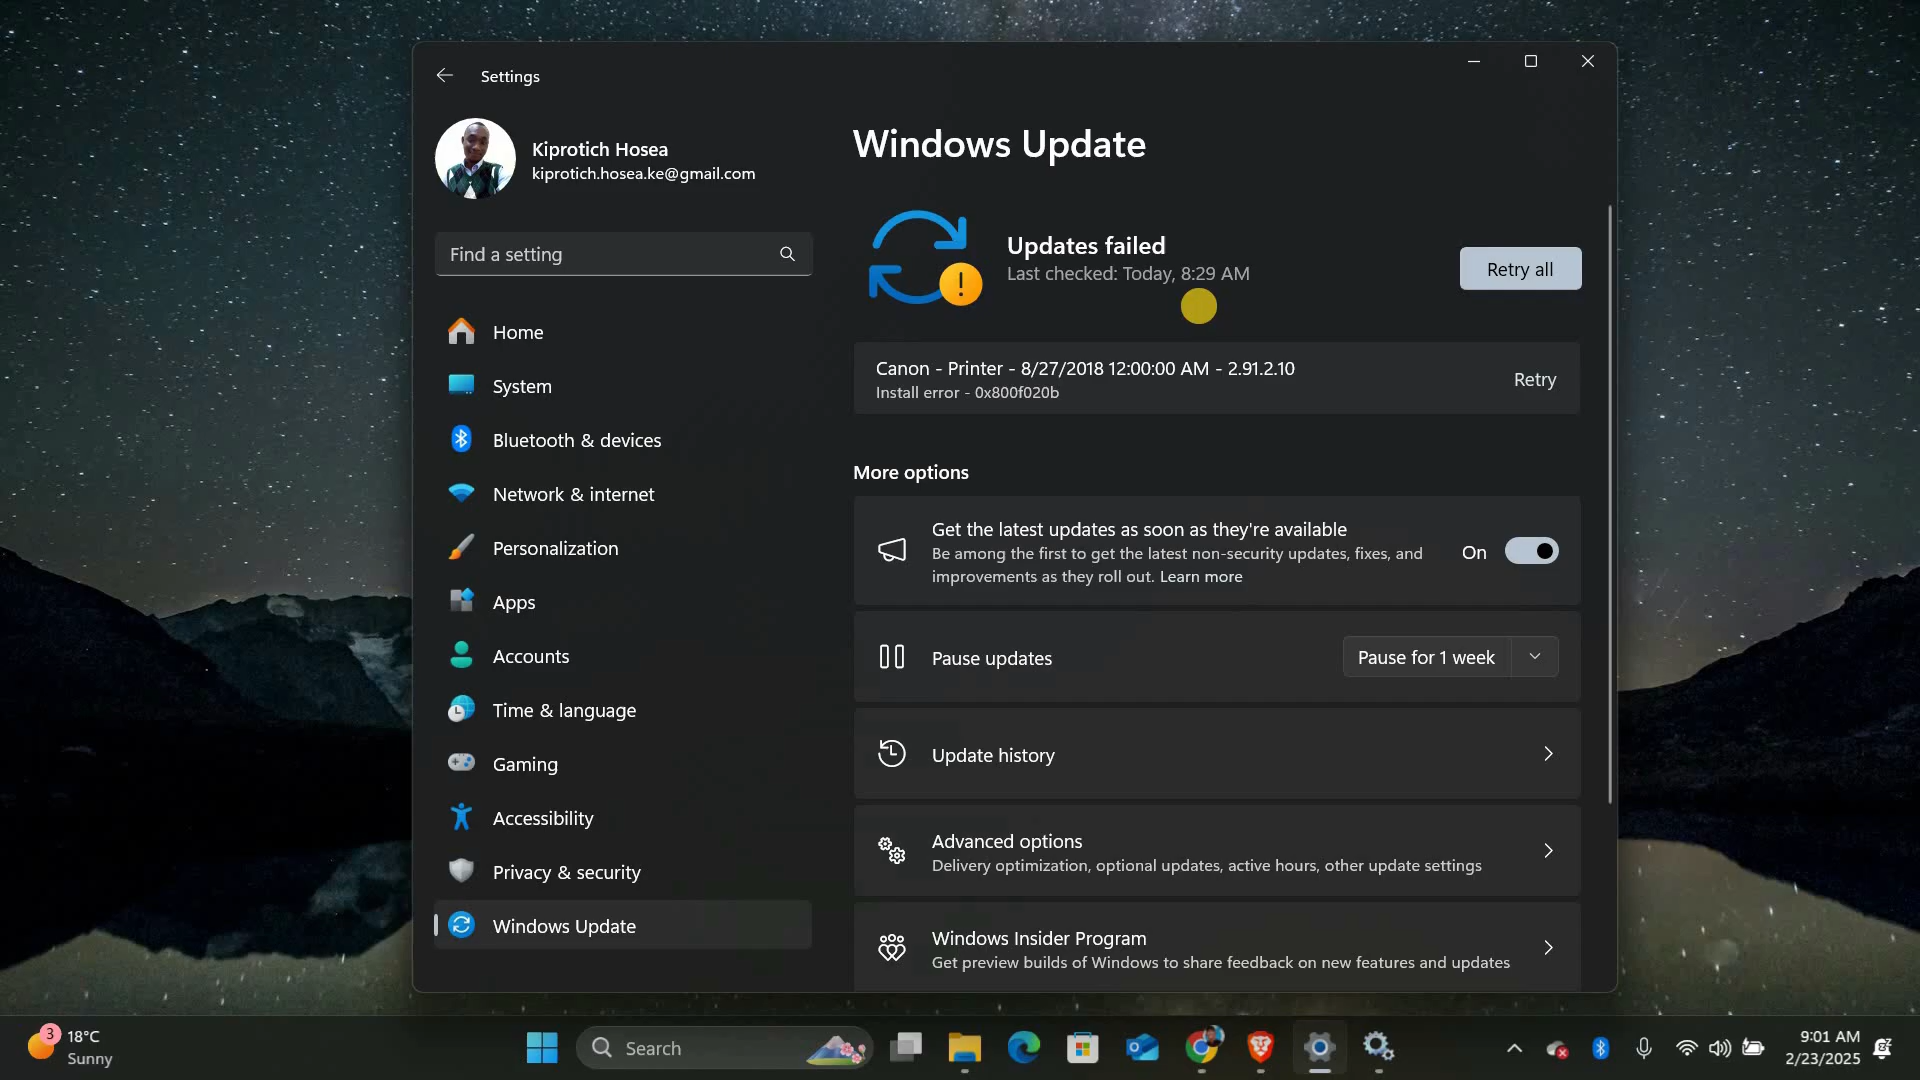 Settings
Kiprotich Hosea
kiprotich.hosea.ke@gmail.com
Find a setting
Home
System
Bluetooth & devices
Network & internet
Personalization
Apps
Accounts
Time & language
Gaming
Accessibility
Privacy & security
Windows Update
Windows Update
Updates failed
Last checked: Today, 8:29 AM
Retry all
Canon - Printer - 8/27/2018 12:00:00 AM - 2.91.2.10
Install error - 0x800f020b
Retry
More options
Get the latest updates as soon as they're available
Be among the first to get the latest non-security updates, fixes, and
improvements as they roll out. Learn more
On
Pause updates
Pause for 1 week
Update history
Advanced options
Delivery optimization, optional updates, active hours, other update settings
Windows Insider Program
Get preview builds of Windows to share feedback on new features and updates
3
18°C
Sunny
Search
9:01 AM
2/23/2025